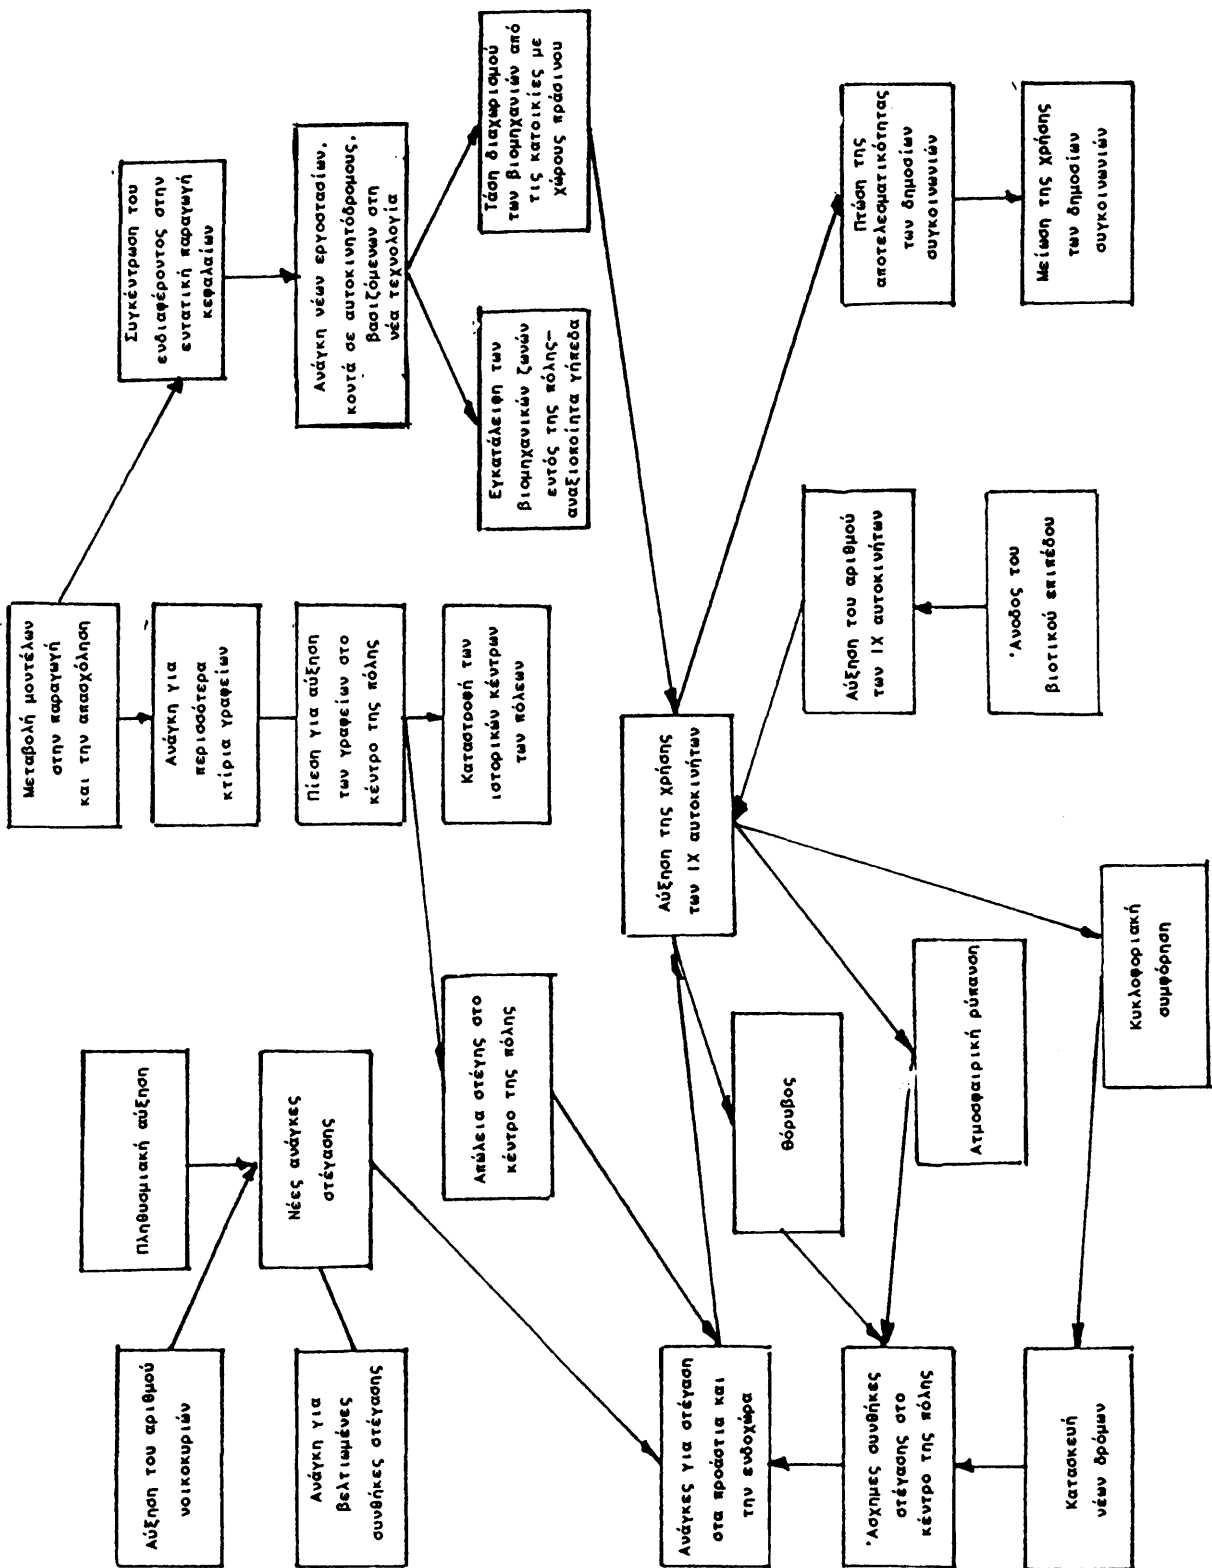 Αύξηση του αριθμού
νοικοκυριών
Πληθυσμιακή αύξηση
Ανάγκη για
βελτιωμένες
συνθήκες στέγασης
Νέες ανάγκες
στέγασης
Μεταβολή μοντέλων
στην παραγωγή
και την απασχόληση
Ανάγκη για
περισσότερα
κτίρια γραφείων
Πίεση για αύξηση
των γραφείων στο
κέντρο της πόλης
Καταστροφή των
ιστορικών κέντρων
των πόλεων
Συγκέντρωση του
ενδιαφέροντος στην
εντατική παραγωγή
κεφαλαίων
Ανάγκη νέων εργοστασίων,
κοντά σε αυτοκινητόδρομους,
βασιζόμενων στη
νέα τεχνολογία
Εγκατάλειψη των
βιομηχανικών ζωνών
εντός της πόλης-
αναξιοποίητα γήπεδα
Τάση διαχωρισμού
των βιομηχανιών από
τις κατοικίες με
χώρους πράσινου
Απώλεια στέγης στο
κέντρο της πόλης
Ανάγκες για στέγαση
στα προάστια και
την ενδοχώρα
Αύξηση της χρήσης
των ΙΧ αυτοκινήτων
Θόρυβος
Άσχημες συνθήκες
στέγασης στο
κέντρο της πόλης
Ατμοσφαιρική ρύπανση
Αύξηση του αριθμού
των ΙΧ αυτοκινήτων
Πτώση της
αποτελεσματικότητας
των δημοσίων
συγκοινωνιών
Κατασκευή
νέων δρόμων
Κυκλοφοριακή
συμφόρηση
Άνοδος του
βιοτικού επιπέδου
Μείωση της χρήσης
των δημοσίων
συγκοινωνιών